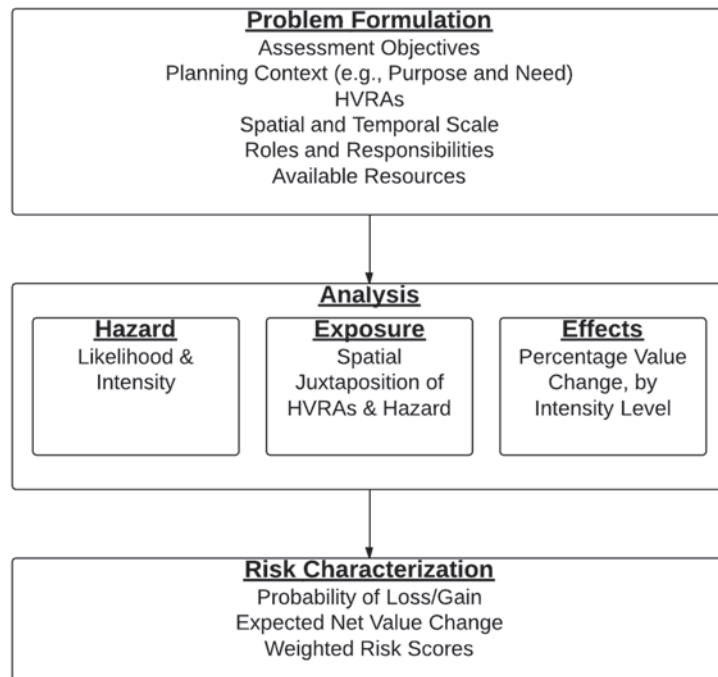 Problem Formulation
Assessment Objectives
Planning Context (e.g., Purpose and Need)
HVRAs
Spatial and Temporal Scale
Roles and Responsibilities
Available Resources
Analysis
Hazard
Likelihood &
Intensity
Exposure
Spatial
Juxtaposition of
HVRAs & Hazard
Effects
Percentage Value
Change, by
Intensity Level
Risk Characterization
Probability of Loss/Gain
Expected Net Value Change
Weighted Risk Scores